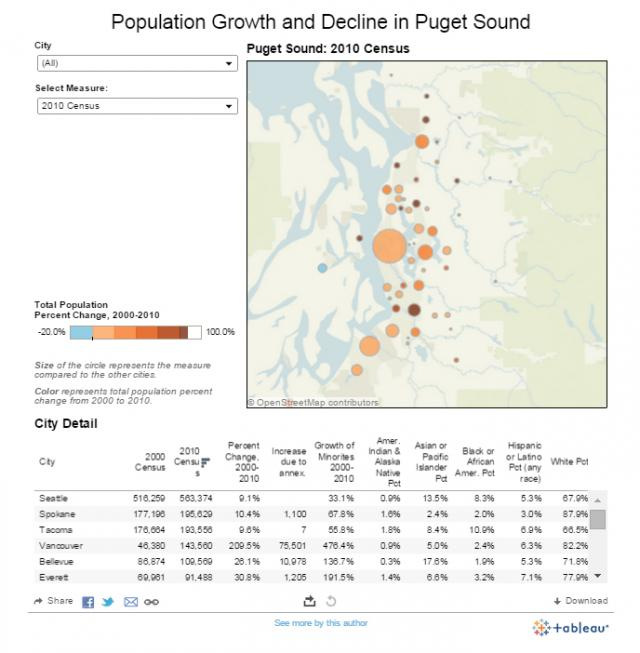 Population Growth and Decline in Puget Sound
City
(All)
Select Measure:
2010 Census
Puget Sound: 2010 Census
Total Population
Percent Change, 2000-2010
-20.0% 100.0%
Size of the circle represents the measure
compared to the other cities.
Color represents total population percent
change from 2000 to 2010.
© OpenStreetMap contributors
City Detail
City 2000 Census 2010 Census Percent Change, 2000-2010 Increase due to annex. Growth of Minorities 2000-2010 Amer. Indian & Alaska Native Pct Asian or Pacific Islander Pct Black or African Amer. Pct Hispanic or Latino Pct (any race) White Pct
Seattle 516,259 563,374 9.1% 33.1% 0.9% 13.5% 8.3% 5.3% 67.9%
Spokane 177,196 195,629 10.4% 1,100 67.8% 1.6% 2.4% 2.0% 3.0% 87.9%
Tacoma 176,664 193,556 9.6% 7 55.8% 1.8% 8.4% 10.9% 6.9% 66.5%
Vancouver 46,380 143,560 209.5% 75,501 476.4% 0.9% 5.0% 2.4% 6.3% 82.2%
Bellevue 86,874 109,569 26.1% 10,978 136.7% 0.3% 17.6% 1.9% 5.3% 71.8%
Everett 69,961 91,488 30.8% 1,205 191.5% 1.4% 6.6% 3.2% 7.1% 77.9%
Share Download
See more by this author
tableau